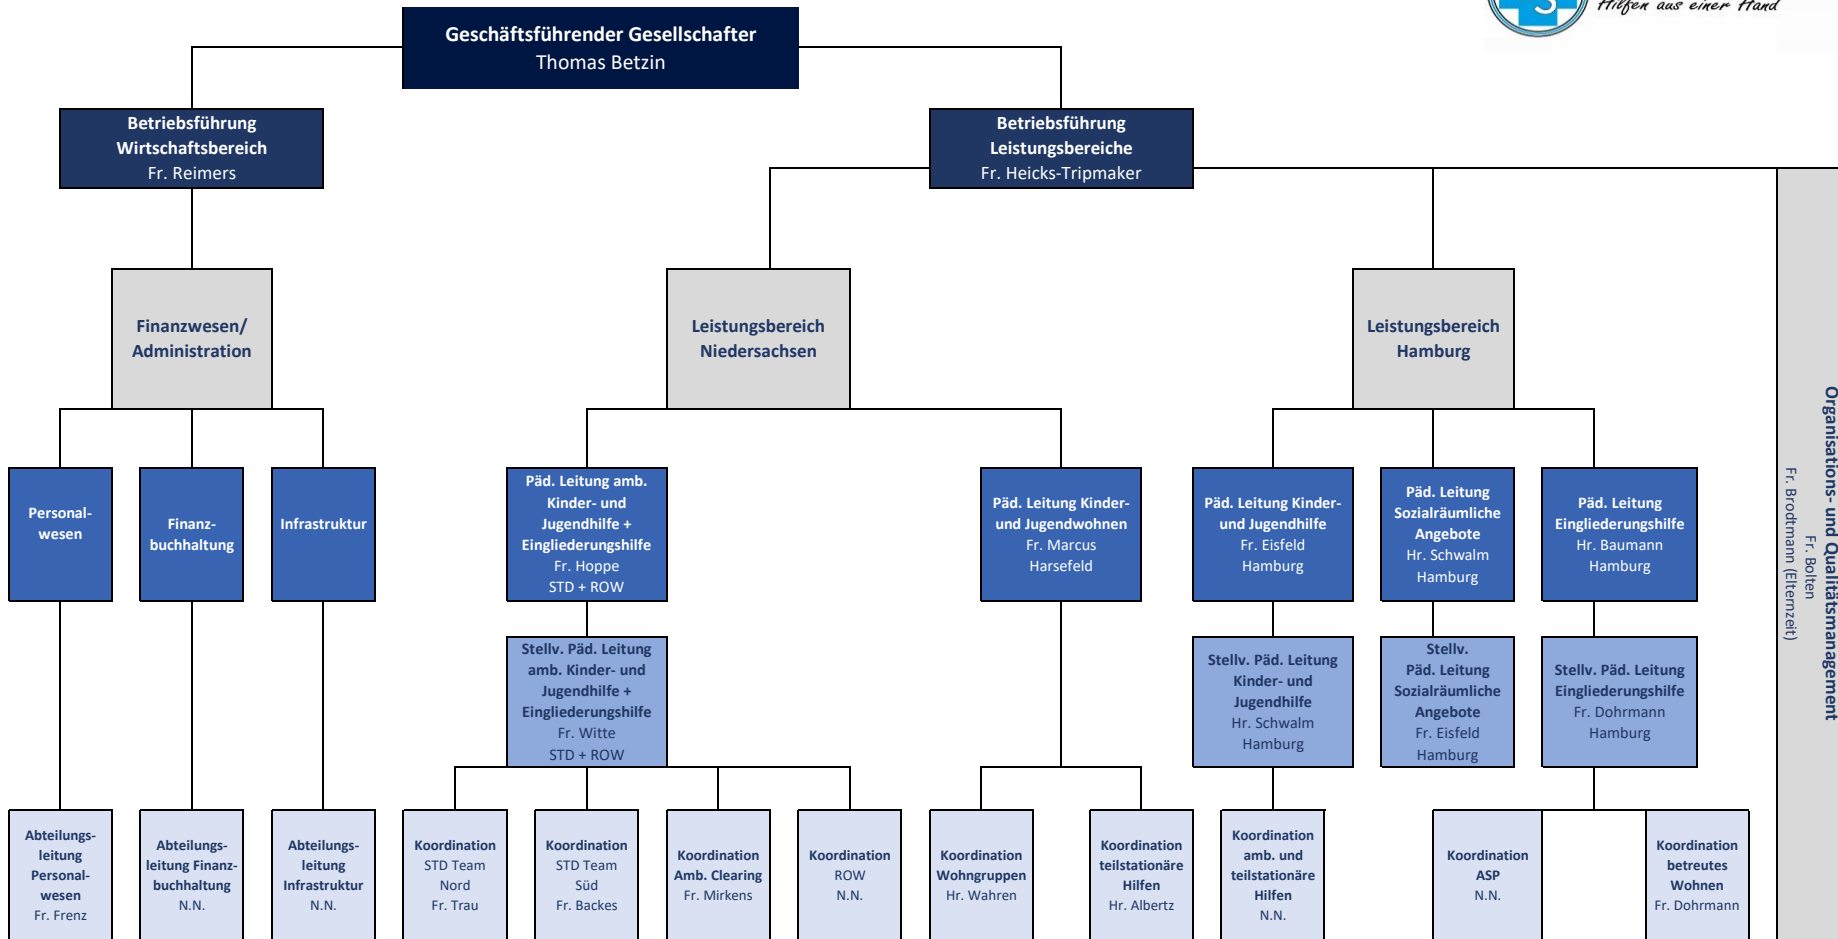 Hilfen aus einer Hand
Geschäftsführender Gesellschafter
Thomas Betzin
Betriebsführung
Wirtschaftsbereich
Fr. Reimers
Betriebsführung
Leistungsbereiche
Fr. Heicks-Tripmaker
Finanzwesen/
Administration
Leistungsbereich
Niedersachsen
Leistungsbereich
Hamburg
Organisations- und Qualitätsmanagement
Fr. Bolten
Fr. Brodtmann (Elternzeit)
Personal-
wesen
Finanz-
buchhaltung
Infrastruktur
Päd. Leitung amb.
Kinder- und
Jugendhilfe +
Eingliederungshilfe
Fr. Hoppe
STD + ROW
Päd. Leitung Kinder-
und Jugendwohnen
Fr. Marcus
Harsefeld
Päd. Leitung Kinder-
und Jugendhilfe
Fr. Eisfeld
Hamburg
Päd. Leitung
Sozialräumliche
Angebote
Hr. Schwalm
Hamburg
Päd. Leitung
Eingliederungshilfe
Hr. Baumann
Hamburg
Stellv. Päd. Leitung
amb. Kinder- und
Jugendhilfe +
Eingliederungshilfe
Fr. Witte
STD + ROW
Stellv. Päd. Leitung
Kinder- und
Jugendhilfe
Hr. Schwalm
Hamburg
Stellv.
Päd. Leitung
Sozialräumliche
Angebote
Fr. Eisfeld
Hamburg
Stellv. Päd. Leitung
Eingliederungshilfe
Fr. Dohrmann
Hamburg
Abteilungs-
leitung
Personal-
wesen
Fr. Frenz
Abteilungs-
leitung Finanz-
buchhaltung
N.N.
Abteilungs-
leitung
Infrastruktur
N.N.
Koordination
STD Team
Nord
Fr. Trau
Koordination
STD Team
Süd
Fr. Backes
Koordination
Amb. Clearing
Fr. Mirkens
Koordination
ROW
N.N.
Koordination
Wohngruppen
Hr. Wahren
Koordination
teilstationäre
Hilfen
Hr. Albertz
Koordination
amb. und
teilstationäre
Hilfen
N.N.
Koordination
ASP
N.N.
Koordination
betreutes
Wohnen
Fr. Dohrmann